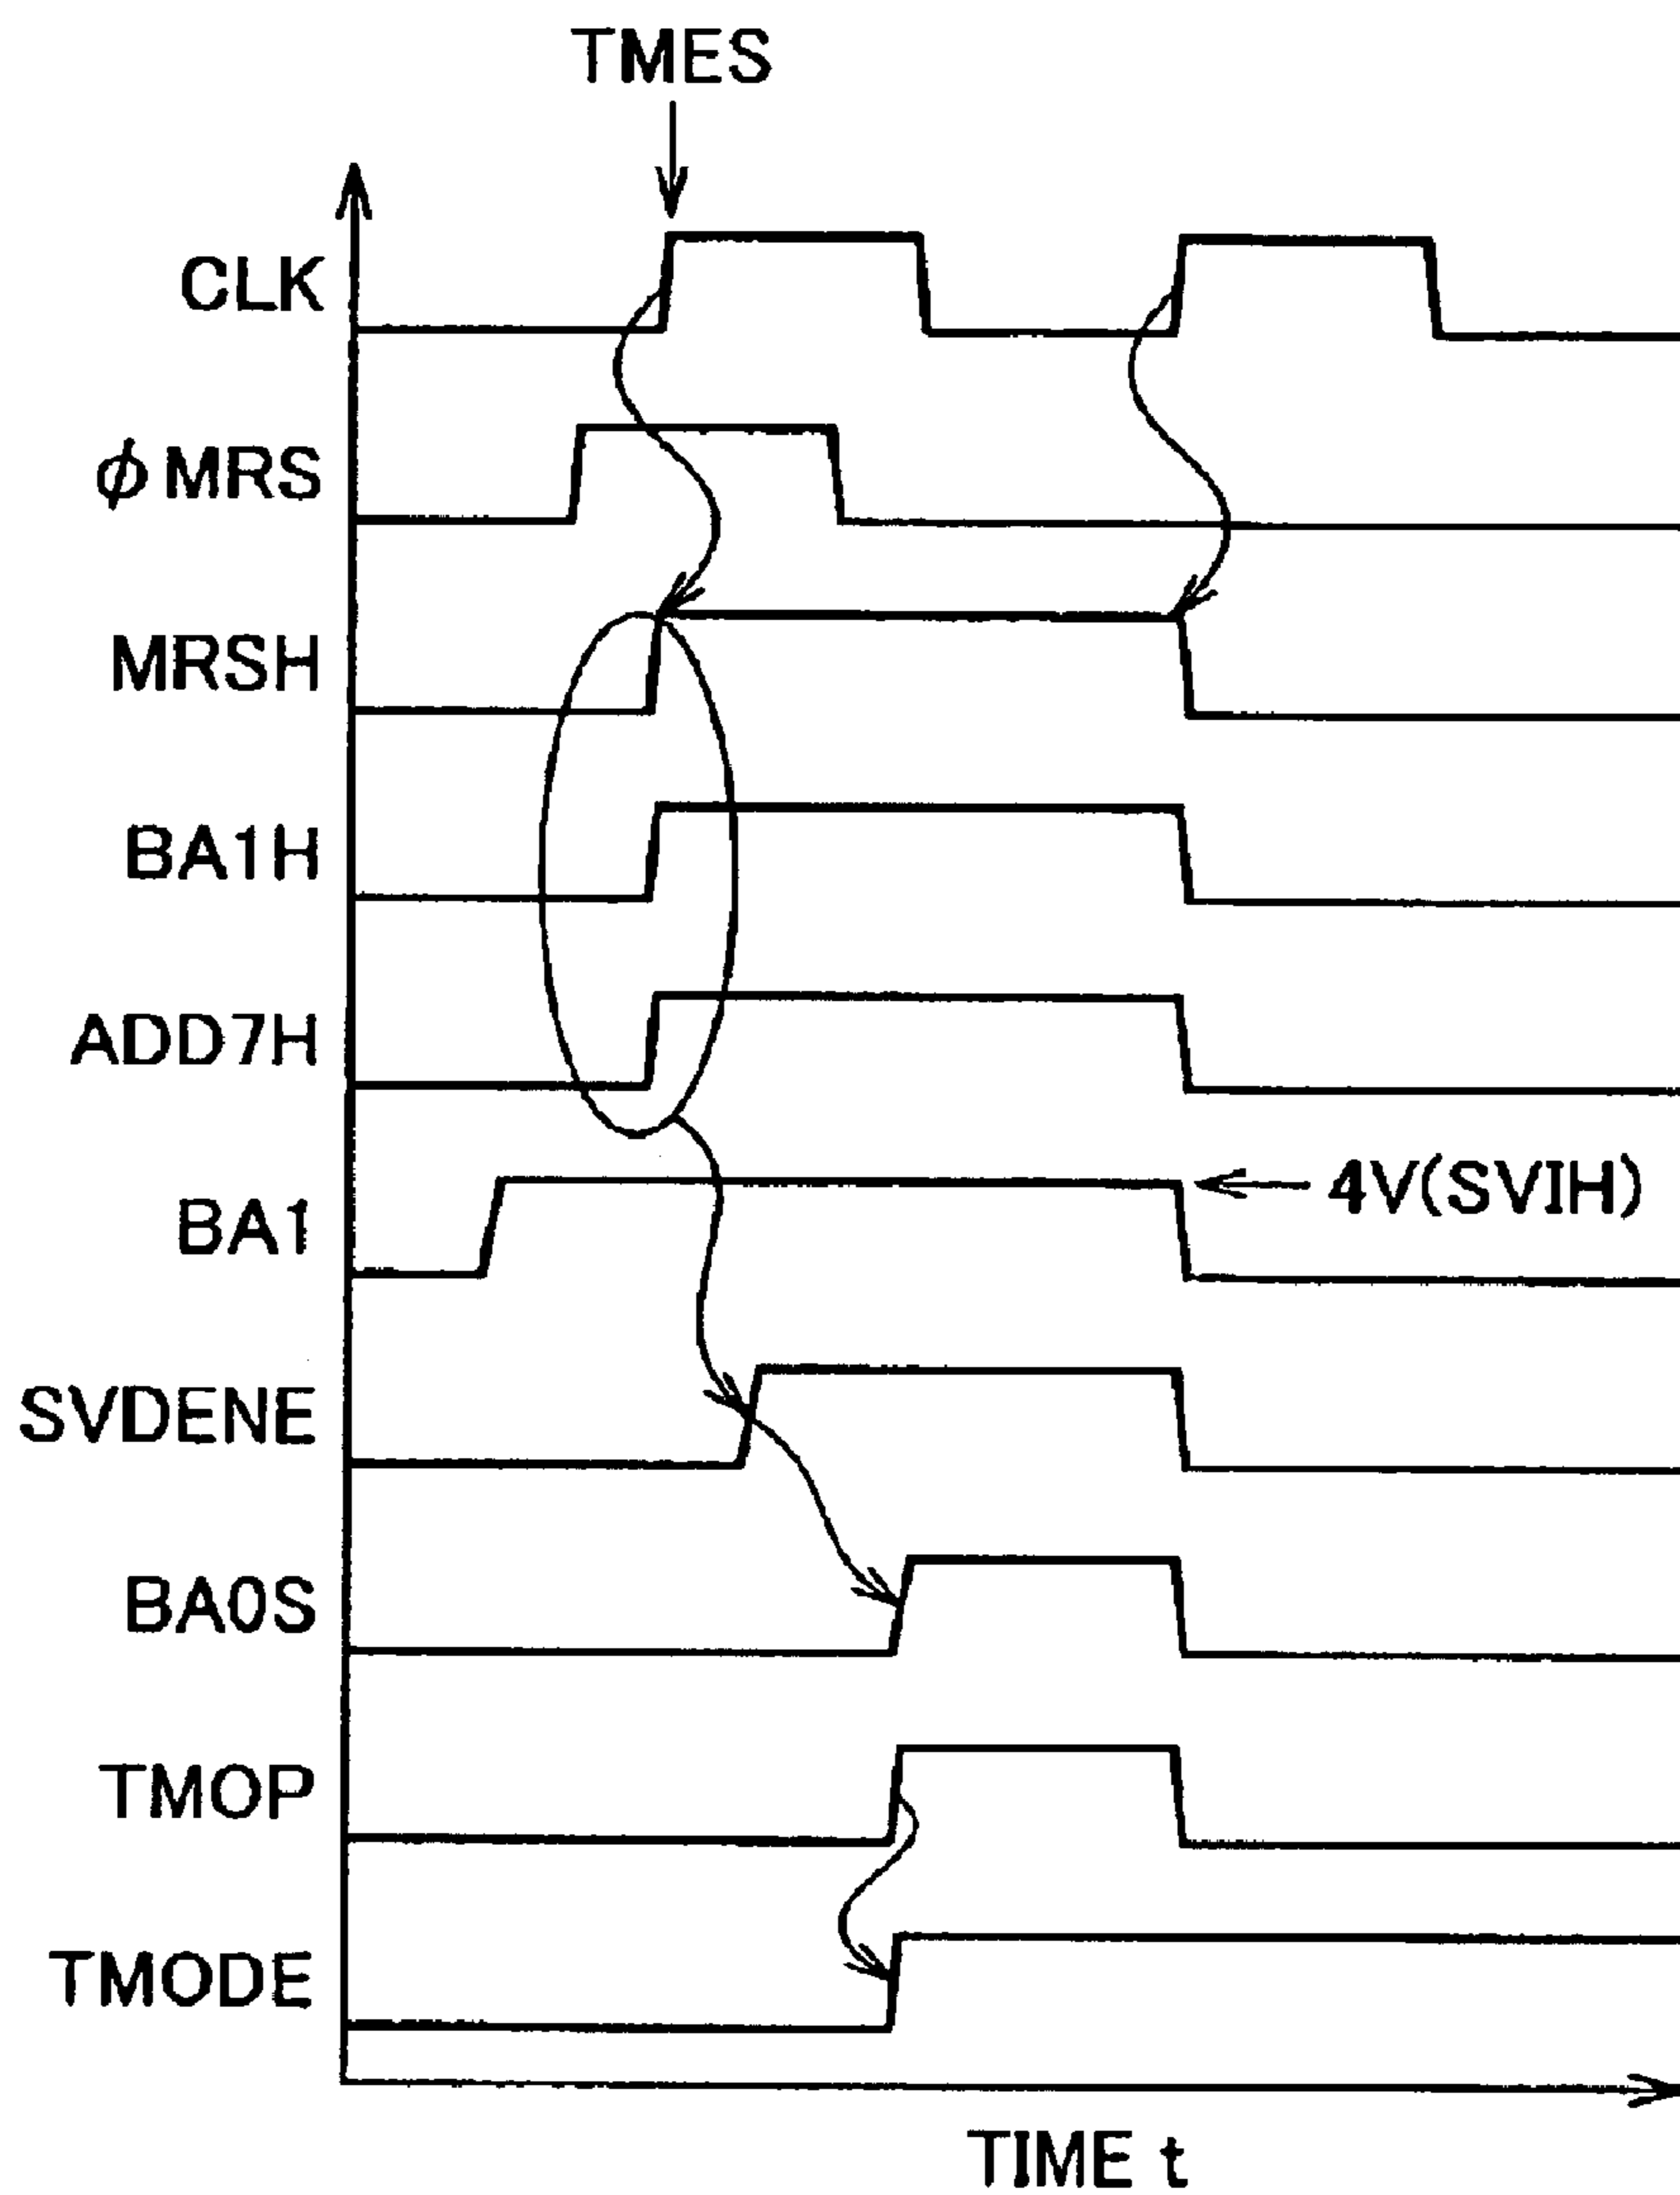 TMES
CLK
ϕMRS
MRSH
BA1H
ADD7H
BA1
4V(SVIH)
SVDENE
BA0S
TMOP
TMODE
TIME t